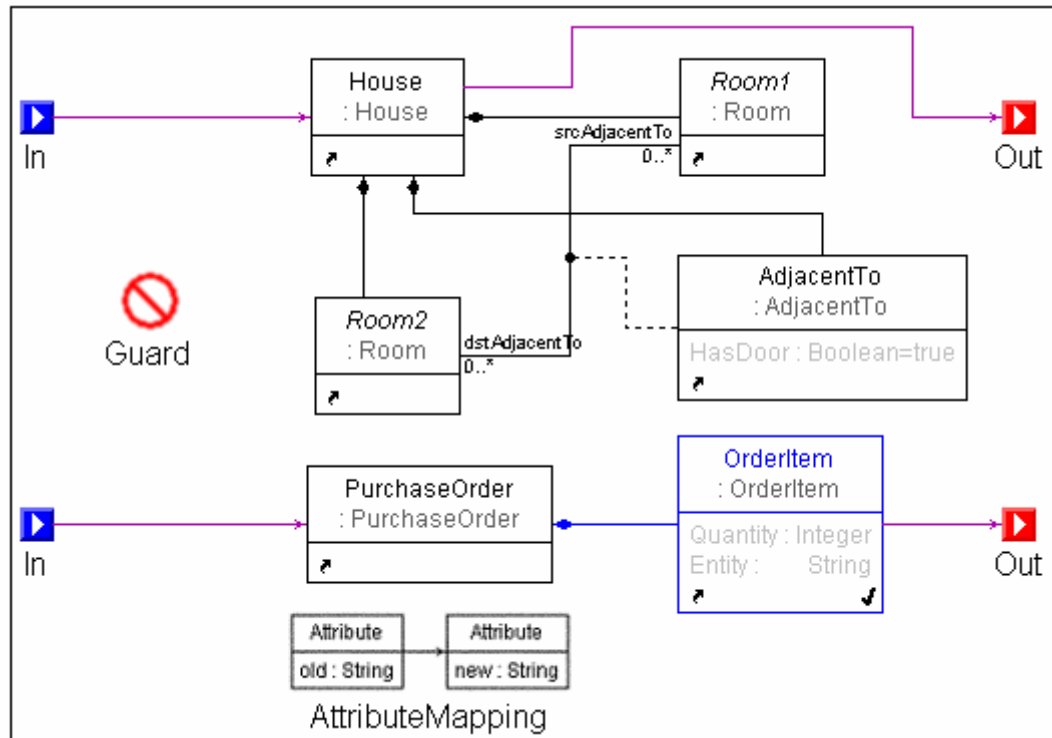 House
: House
Room1
: Room
In
Out
srcAdjacentTo
0..*
AdjacentTo
: AdjacentTo
HasDoor : Boolean=true
Guard
Room2
: Room
dstAdjacentTo
0..*
PurchaseOrder
: PurchaseOrder
OrderItem
: OrderItem
Quantity : Integer
Entity : String
In
Out
Attribute
old : String
Attribute
new : String
AttributeMapping